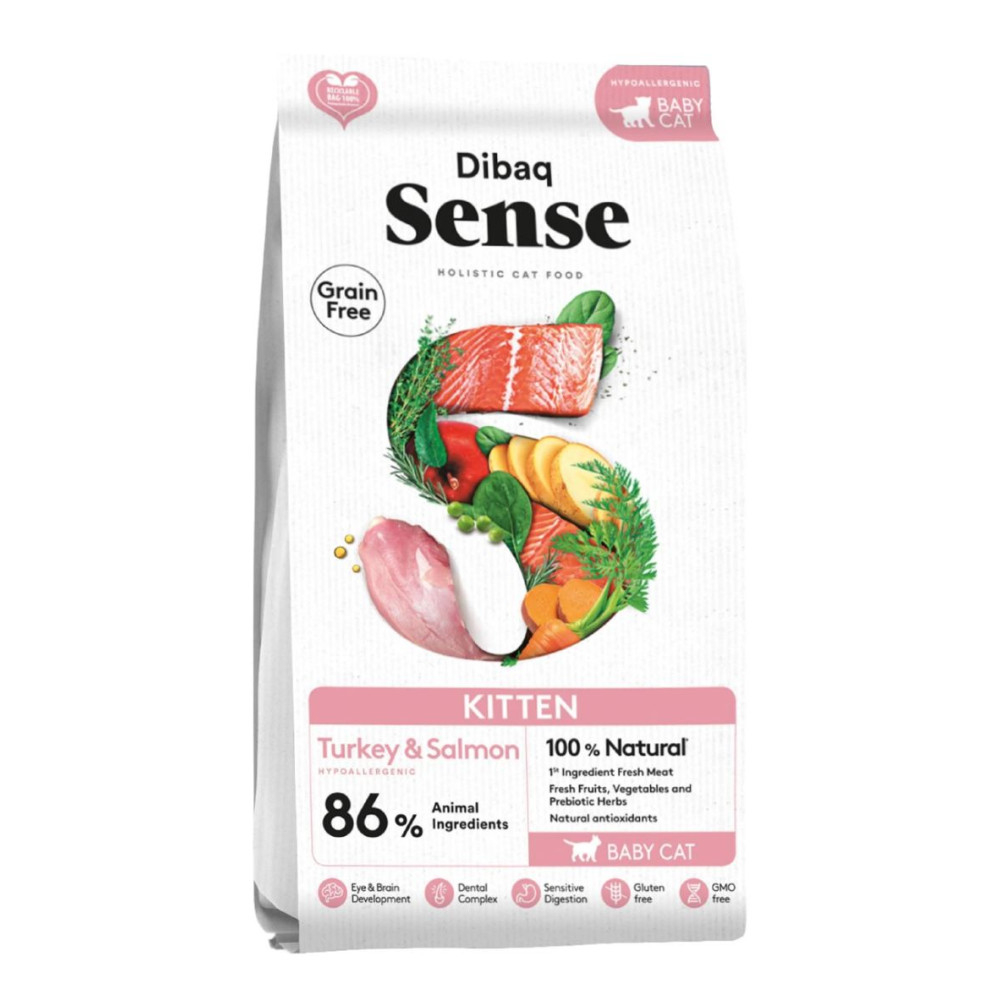 RECICLABLE
BAG 100%
HYPOALLERGENIC
BABY
CAT
Dibaq
Sense
HOLISTIC CAT FOOD
Grain
Free
KITTEN
Turkey & Salmon
HYPOALLERGENIC
86% Animal
Ingredients
100% Natural*
1st Ingredient Fresh Meat
Fresh Fruits, Vegetables and
Prebiotic Herbs
Natural antioxidants
BABY CAT
Eye & Brain
Development
Dental
Complex
Sensitive
Digestion
Gluten
free
GMO
free